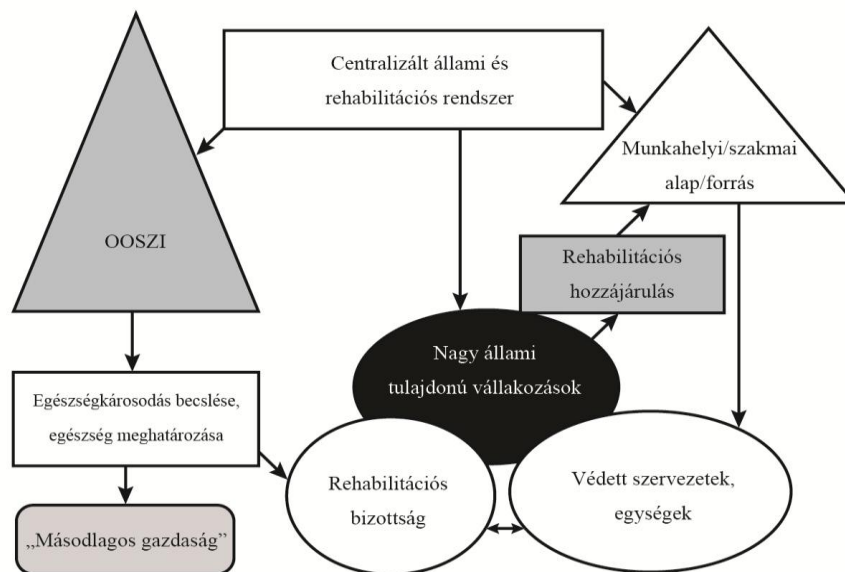 Centralizált állami és
rehabilitációs rendszer
Munkahelyi/szakmai
alap/forrás
OOSZI
Rehabilitációs
hozzájárulás
Nagy állami
tulajdonú vállakozások
Egészségkárosodás becslése,
egészség meghatározása
Rehabilitációs
bizottság
Védett szervezetek,
egységek
„Másodlagos gazdaság”